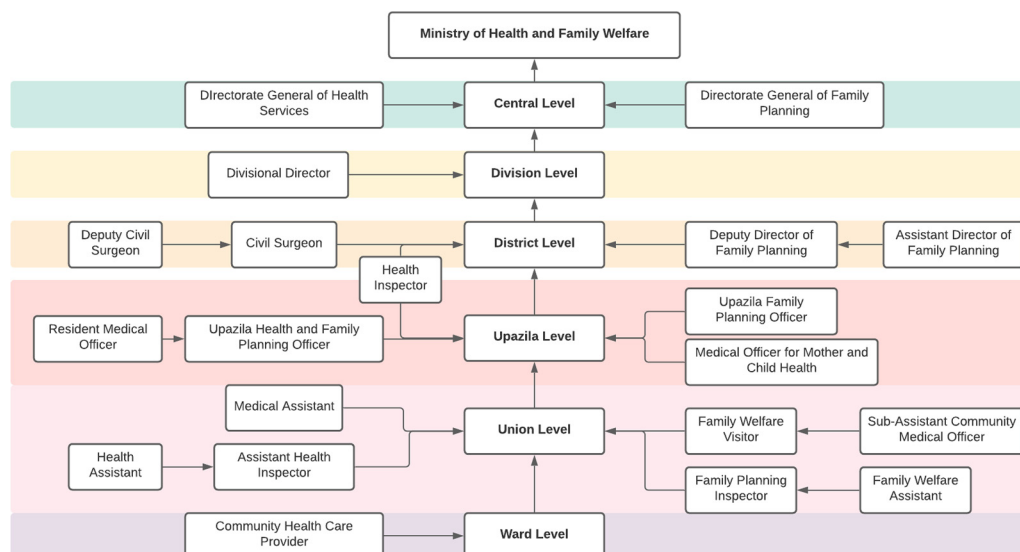 Ministry of Health and Family Welfare
DIrectorate General of Health
Services
Central Level
Directorate General of Family
Planning
Divisional Director
Division Level
Deputy Civil
Surgeon
Civil Surgeon
District Level
Deputy Director of
Family Planning
Assistant Director of
Family Planning
Health
Inspector
Resident Medical
Officer
Upazila Health and Family
Planning Officer
Upazila Level
Upazila Family
Planning Officer
Medical Officer for Mother and
Child Health
Medical Assistant
Health
Assistant
Assistant Health
Inspector
Union Level
Family Welfare
Visitor
Sub-Assistant Community
Medical Officer
Family Planning
Inspector
Family Welfare
Assistant
Community Health Care
Provider
Ward Level